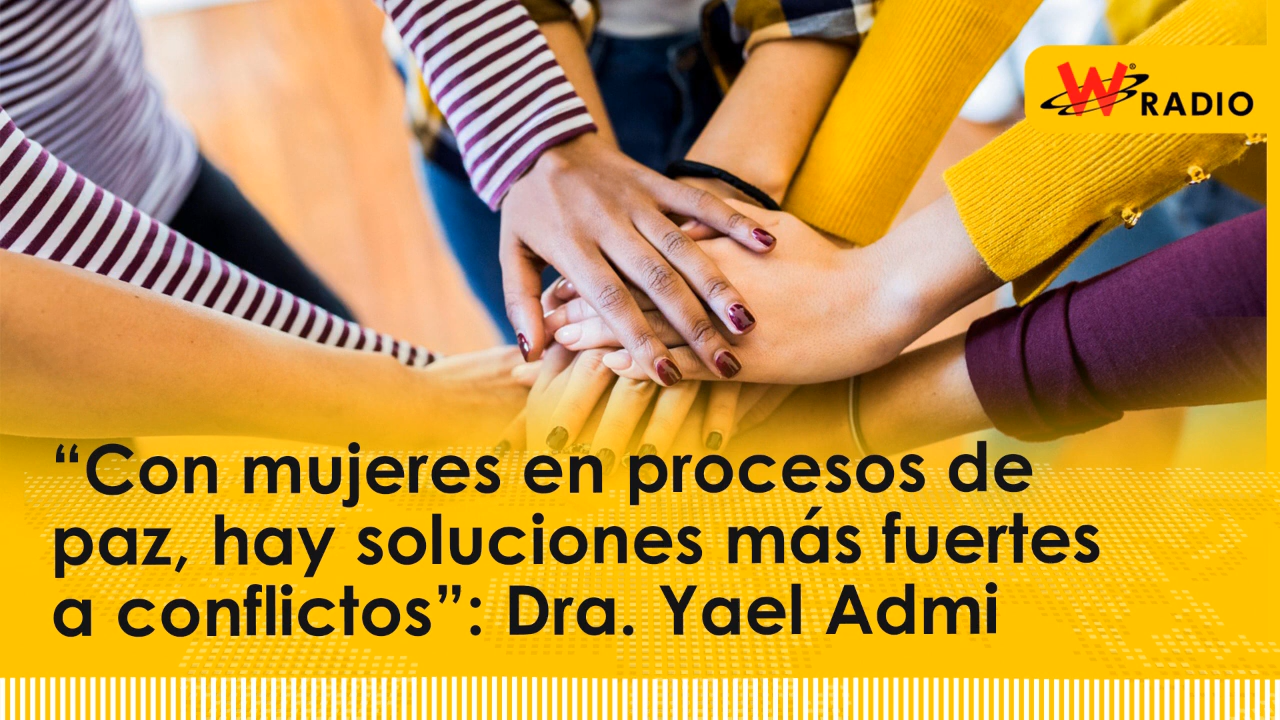 W RADIO
“Con mujeres en procesos de
paz, hay soluciones más fuertes
a conflictos”: Dra. Yael Admi